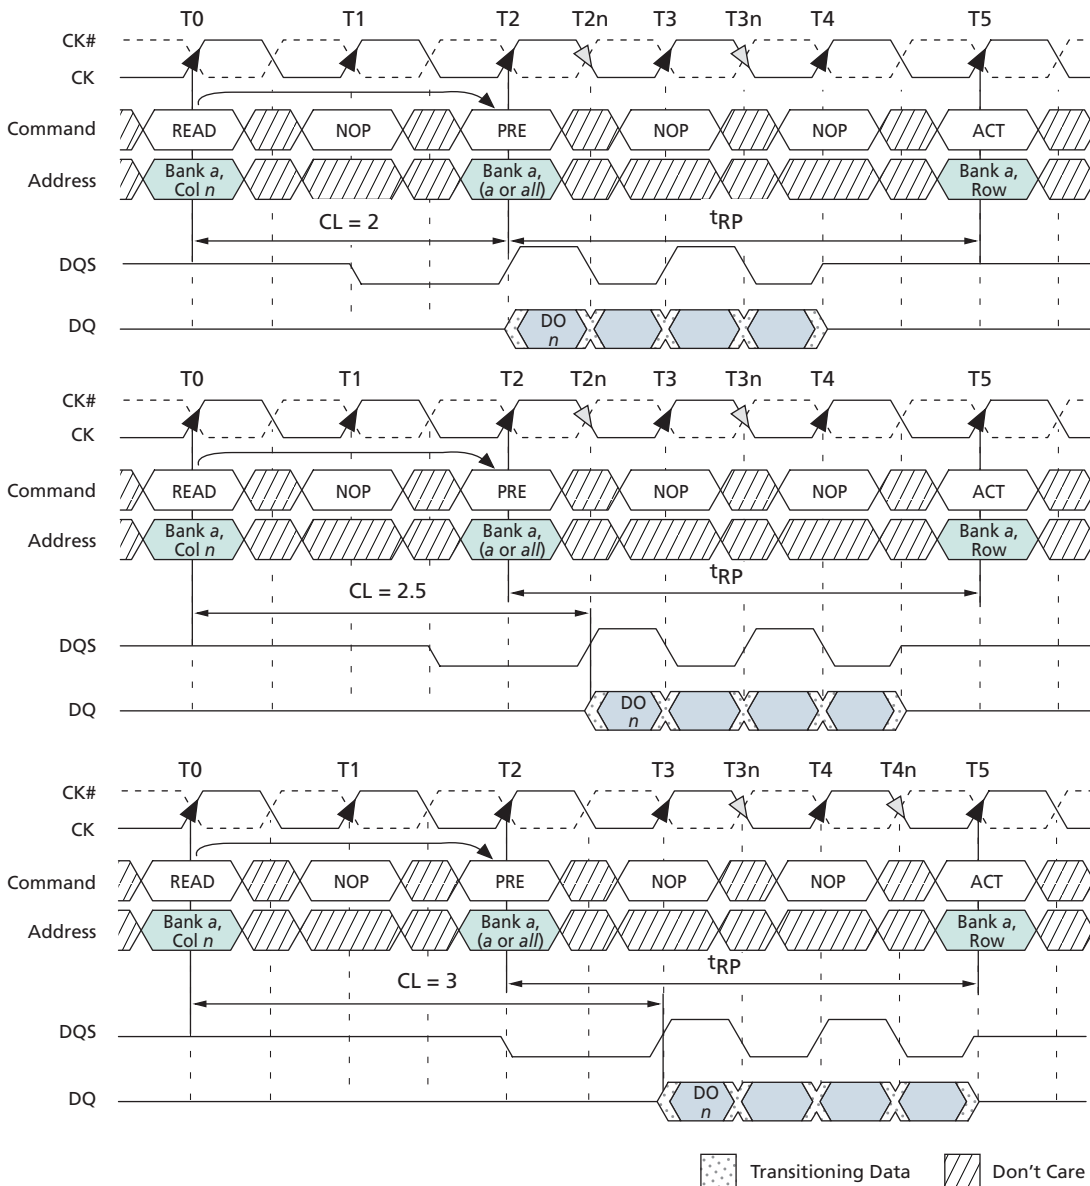 T0 T1 T2 T2n T3 T3n T4 T5
CK#
CK
Command READ NOP PRE NOP NOP ACT
Address Bank a, Col n Bank a, (a or all) Bank a, Row
CL = 2 tRP
DQS
DQ DO n
T0 T1 T2 T2n T3 T3n T4 T5
CK#
CK
Command READ NOP PRE NOP NOP ACT
Address Bank a, Col n Bank a, (a or all) Bank a, Row
tRP
CL = 2.5
DQS
DQ DO n
T0 T1 T2 T3 T3n T4 T4n T5
CK#
CK
Command READ NOP PRE NOP NOP ACT
Address Bank a, Col n Bank a, (a or all) Bank a, Row
tRP
CL = 3
DQS
DQ DO n
Transitioning Data Don't Care